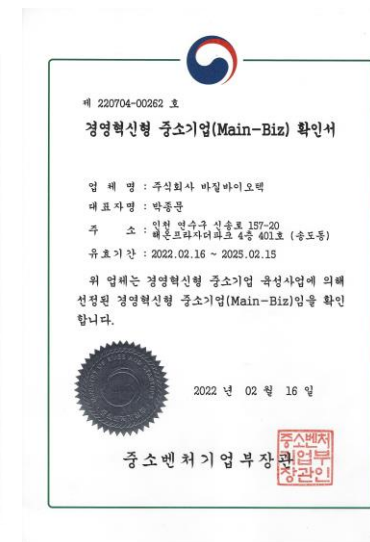 제 220704-00262 호
경영혁신형 중소기업(Main-Biz) 확인서
업 체 명 : 주식회사 바질바이오텍
대표자명 : 박종문
주 소 : 인천 연수구 신송로 157-20
해돈프라자더파크 4층 401호 (송도동)
유효기간 : 2022.02.16 ~ 2025.02.15
위 업체는 경영혁신형 중소기업 육성사업에 의해
선정된 경영혁신형 중소기업(Main-Biz)임을 확인
합니다.
2022 년 02 월 16 일
중소벤처기업부장관
중소벤처
기업부
장관인